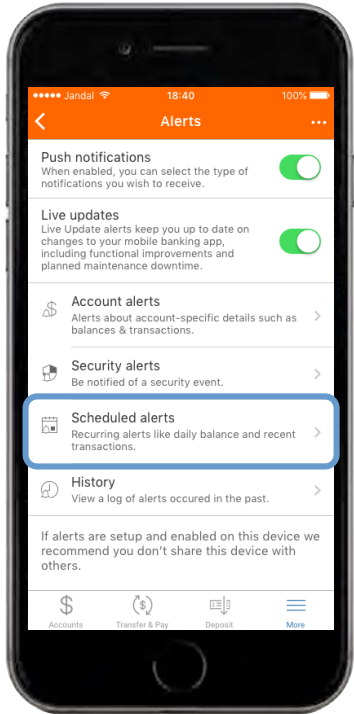 Jandal 18:40 100%
Alerts
Push notifications
When enabled, you can select the type of
notifications you wish to receive.
Live updates
Live Update alerts keep you up to date on
changes to your mobile banking app,
including functional improvements and
planned maintenance downtime.
Account alerts
Alerts about account-specific details such as
balances & transactions.
Security alerts
Be notified of a security event.
Scheduled alerts
Recurring alerts like daily balance and recent
transactions.
History
View a log of alerts occured in the past.
If alerts are setup and enabled on this device we
recommend you don't share this device with
others.
Accounts Transfer & Pay Deposit More